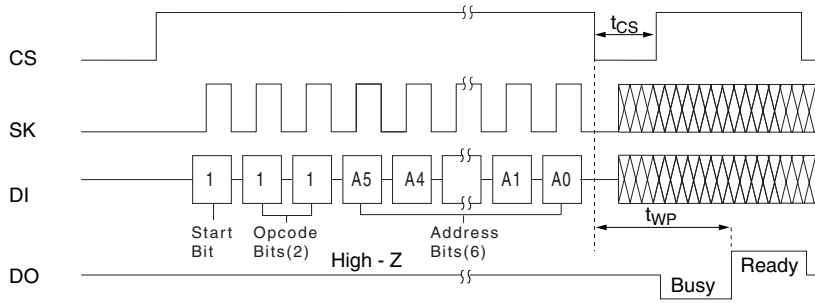 CS
tCS
SK
DI
1 1 1 A5 A4 A1 A0
Start
Bit
Opcode
Bits(2)
Address
Bits(6)
tWP
High - Z
DO
Busy
Ready